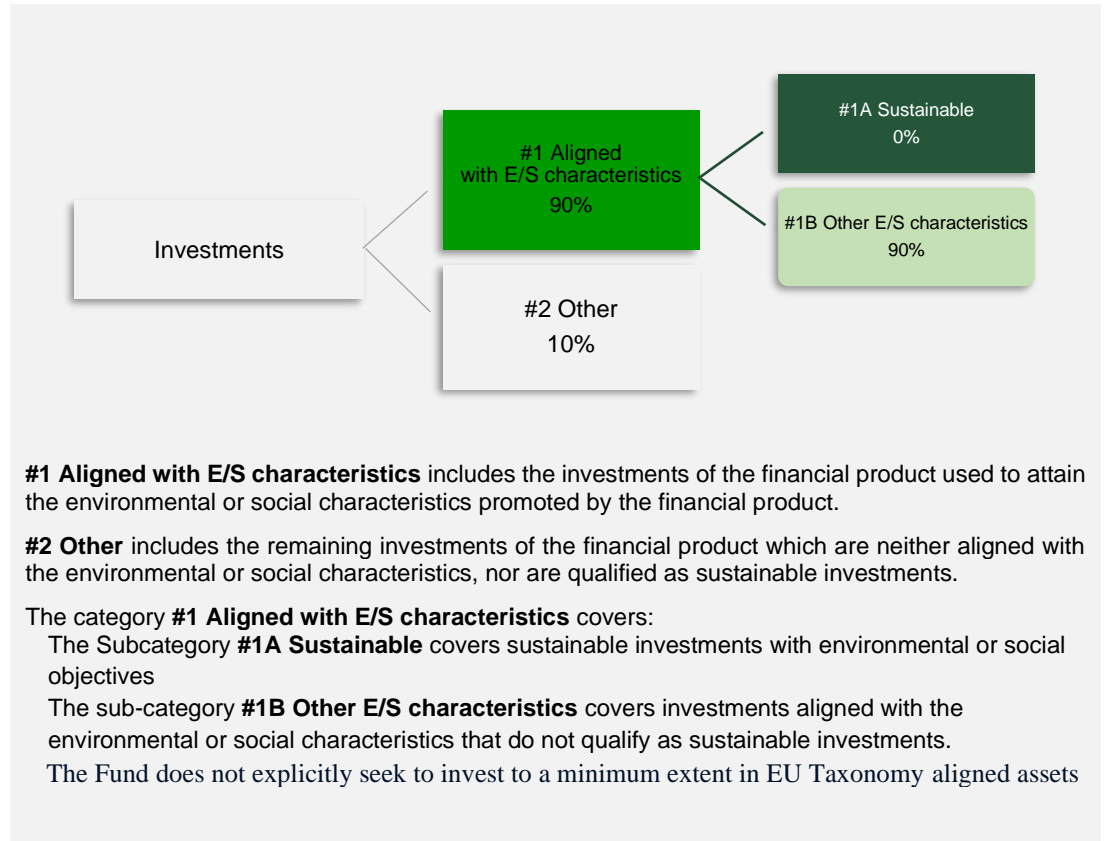 #1A Sustainable
0%
#1 Aligned
with E/S characteristics
90%
#1B Other E/S characteristics
90%
Investments
#2 Other
10%
#1 Aligned with E/S characteristics includes the investments of the financial product used to attain
the environmental or social characteristics promoted by the financial product.
#2 Other includes the remaining investments of the financial product which are neither aligned with
the environmental or social characteristics, nor are qualified as sustainable investments.
The category #1 Aligned with E/S characteristics covers:
The Subcategory #1A Sustainable covers sustainable investments with environmental or social
objectives
The sub-category #1B Other E/S characteristics covers investments aligned with the
environmental or social characteristics that do not qualify as sustainable investments.
The Fund does not explicitly seek to invest to a minimum extent in EU Taxonomy aligned assets